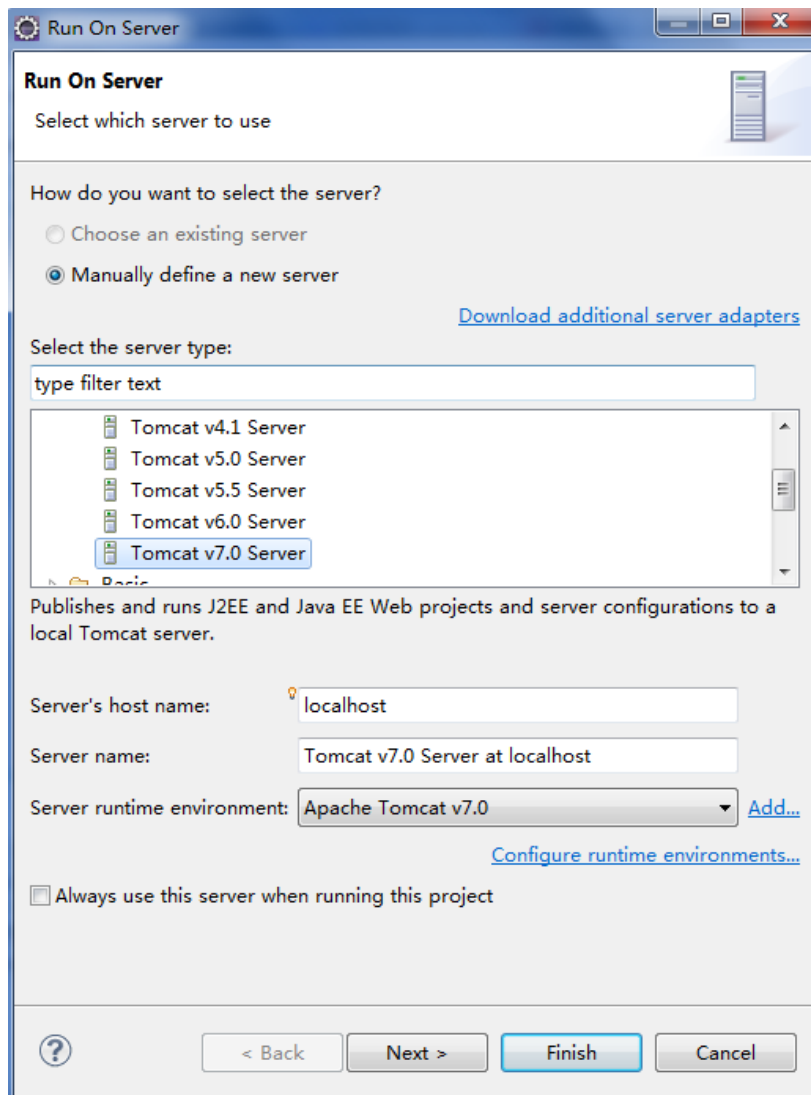 Run On Server
Run On Server
Select which server to use
How do you want to select the server?
Choose an existing server
Manually define a new server
Download additional server adapters
Select the server type:
type filter text
Tomcat v4.1 Server
Tomcat v5.0 Server
Tomcat v5.5 Server
Tomcat v6.0 Server
Tomcat v7.0 Server
Basic
Publishes and runs J2EE and Java EE Web projects and server configurations to a
local Tomcat server.
Server's host name: localhost
Server name: Tomcat v7.0 Server at localhost
Server runtime environment: Apache Tomcat v7.0 Add...
Configure runtime environments...
Always use this server when running this project
? < Back Next > Finish Cancel